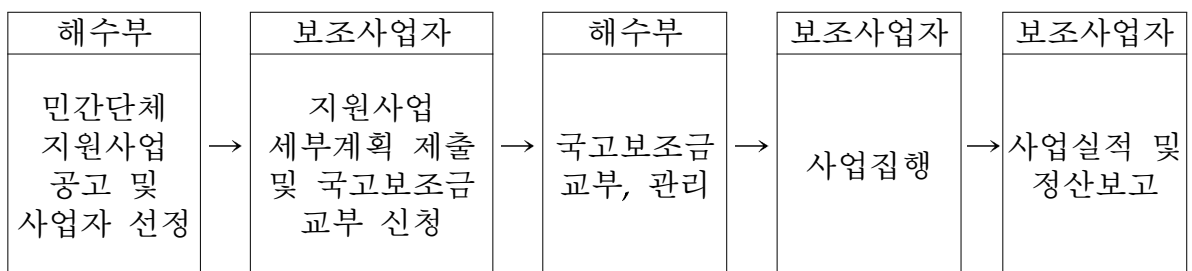 해수부
민간단체
지원사업
공고 및
사업자 선정
→
보조사업자
지원사업
세부계획 제출
및 국고보조금
교부 신청
→
해수부
국고보조금
교부, 관리
→
보조사업자
사업집행
→
보조사업자
사업실적 및
정산보고